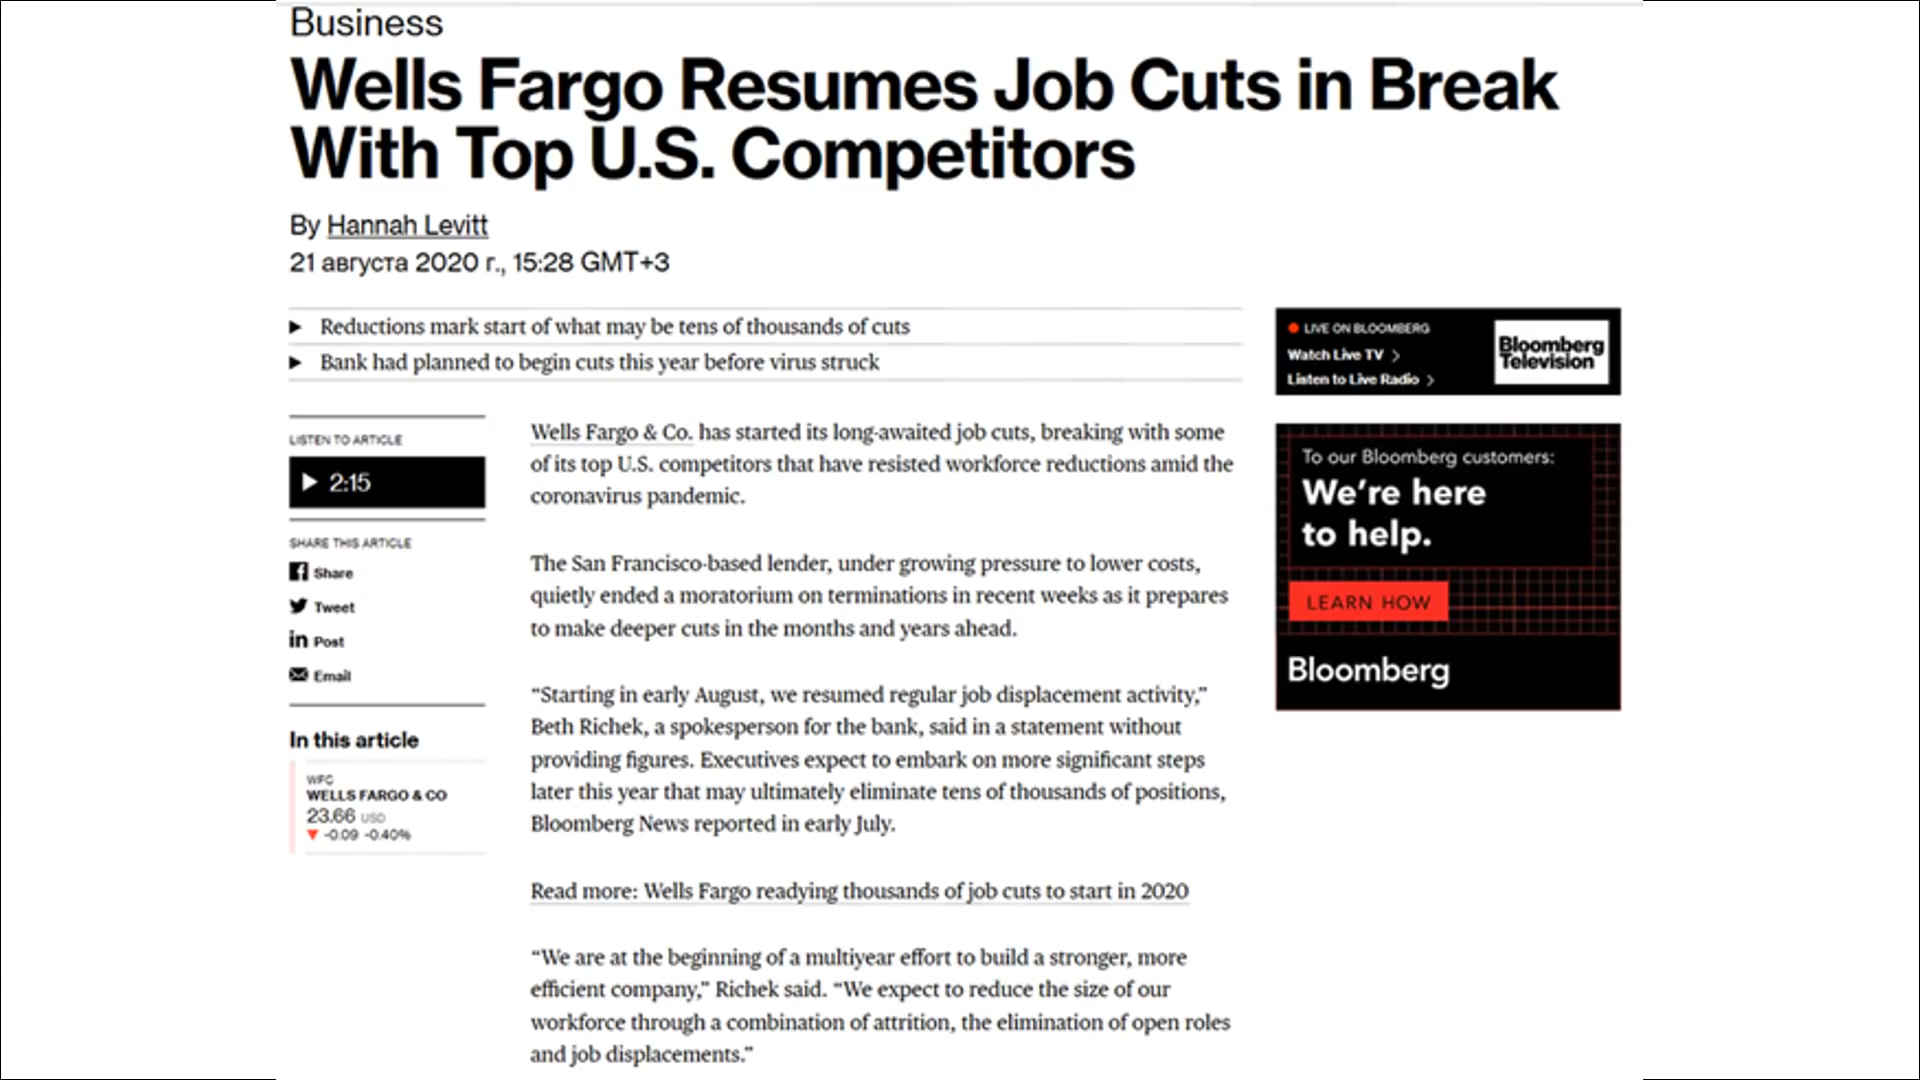 Business
Wells Fargo Resumes Job Cuts in Break
With Top U.S. Competitors
By Hannah Levitt
21 августа 2020 г., 15:28 GMT+3
Reductions mark start of what may be tens of thousands of cuts
Bank had planned to begin cuts this year before virus struck
LISTEN TO ARTICLE
2:15
SHARE THIS ARTICLE
Share
Tweet
Post
Email
In this article
WFC
WELLS FARGO & CO
23.66 USD
-0.09 -0.40%
Wells Fargo & Co. has started its long-awaited job cuts, breaking with some
of its top U.S. competitors that have resisted workforce reductions amid the
coronavirus pandemic.
The San Francisco-based lender, under growing pressure to lower costs,
quietly ended a moratorium on terminations in recent weeks as it prepares
to make deeper cuts in the months and years ahead.
“Starting in early August, we resumed regular job displacement activity,”
Beth Richek, a spokesperson for the bank, said in a statement without
providing figures. Executives expect to embark on more significant steps
later this year that may ultimately eliminate tens of thousands of positions,
Bloomberg News reported in early July.
Read more: Wells Fargo readying thousands of job cuts to start in 2020
“We are at the beginning of a multiyear effort to build a stronger, more
efficient company,” Richek said. “We expect to reduce the size of our
workforce through a combination of attrition, the elimination of open roles
and job displacements.”
LIVE ON BLOOMBERG
Watch Live TV
Listen to Live Radio
Bloomberg
Television
To our Bloomberg customers:
We’re here
to help.
LEARN HOW
Bloomberg